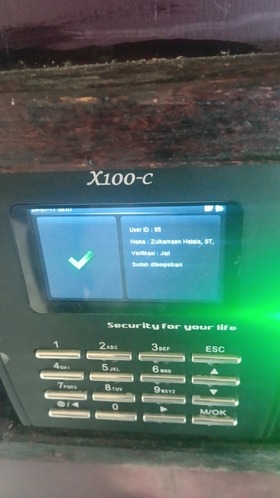 X100-C
User ID : 95
Nama : Zulkarnaen Halala, ST,
Verifikasi : Jari
Sudah ditempelkan!
Security for your life
1 2ABC 3DEF ESC
4GHI 5JKL 6MNO ▲
7PQRS 8TUV 9WXYZ ▼
0 ▶ M/OK